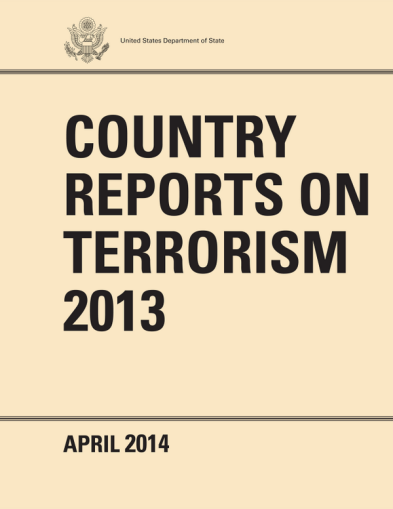 United States Department of State
COUNTRY
REPORTS ON
TERRORISM
2013
APRIL 2014